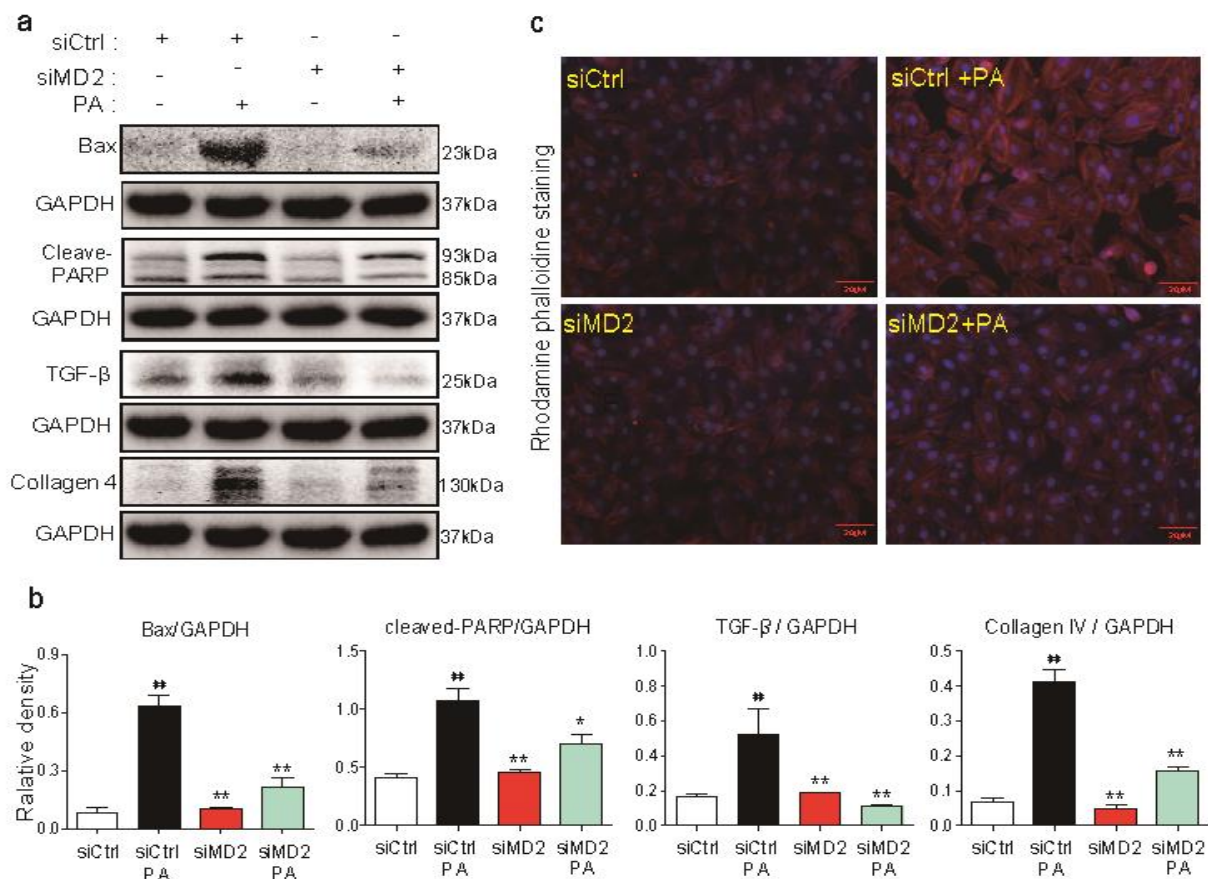 a
siCtrl : + + - -
siMD2 : - - + +
PA : - + - +
Bax 23kDa
GAPDH 37kDa
Cleave-
PARP
93kDa
85kDa
GAPDH 37kDa
TGF-β 25kDa
GAPDH 37kDa
Collagen 4 130kDa
GAPDH 37kDa
c
Rhodamine phalloidine staining
siCtrl
siCtrl +PA
siMD2
siMD2+PA
20μM
20μM
20μM
20μM
b
Ralative density
Bax/GAPDH
0.9
0.6
0.3
0.0
##
**
**
siCtrl
siCtrl
PA
siMD2
siMD2
PA
cleaved-PARP/GAPDH
1.5
1.0
0.5
0.0
##
**
*
siCtrl
siCtrl
PA
siMD2
siMD2
PA
TGF-β / GAPDH
1.0
0.8
0.6
0.4
0.2
0.0
##
**
**
siCtrl
siCtrl
PA
siMD2
siMD2
PA
Collagen IV / GAPDH
0.5
0.4
0.3
0.2
0.1
0.0
##
**
**
siCtrl
siCtrl
PA
siMD2
siMD2
PA